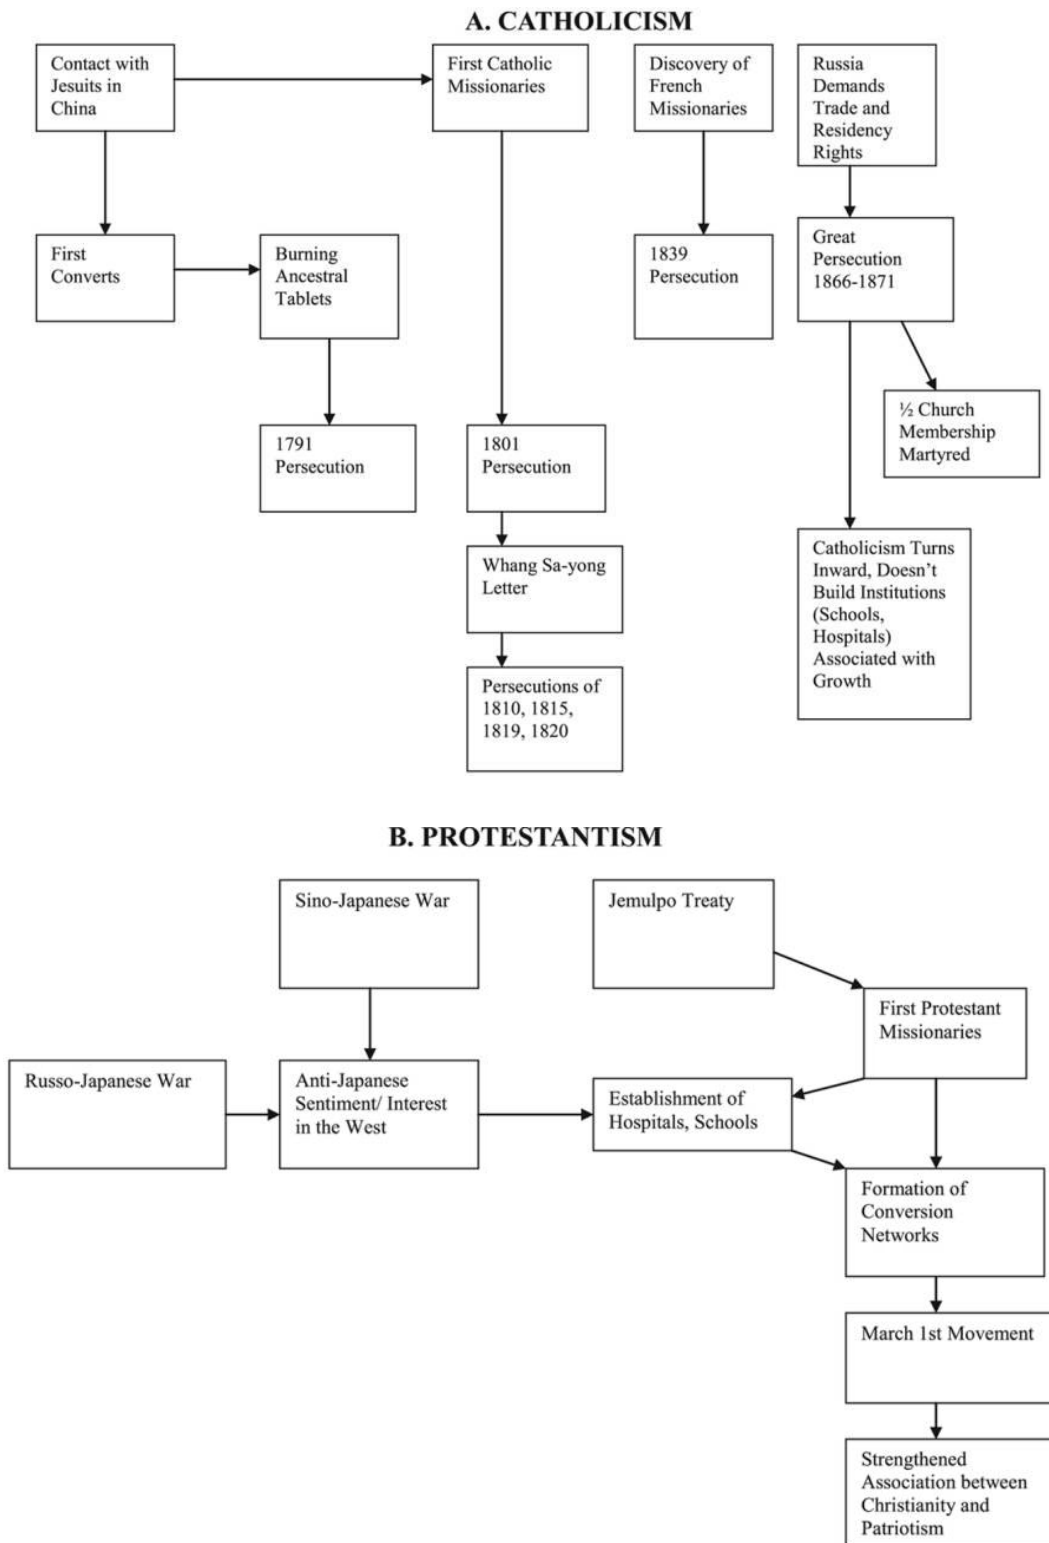 A. CATHOLICISM
Contact with
Jesuits in
China
First Catholic
Missionaries
Discovery of
French
Missionaries
Russia
Demands
Trade and
Residency
Rights
First
Converts
Burning
Ancestral
Tablets
1839
Persecution
Great
Persecution
1866-1871
1791
Persecution
1801
Persecution
½ Church
Membership
Martyred
Whang Sa-yong
Letter
Catholicism Turns
Inward, Doesn’t
Build Institutions
(Schools,
Hospitals)
Associated with
Growth
Persecutions of
1810, 1815,
1819, 1820
B. PROTESTANTISM
Sino-Japanese War
Jemulpo Treaty
First Protestant
Missionaries
Russo-Japanese War
Anti-Japanese
Sentiment/ Interest
in the West
Establishment of
Hospitals, Schools
Formation of
Conversion
Networks
March 1st Movement
Strengthened
Association between
Christianity and
Patriotism